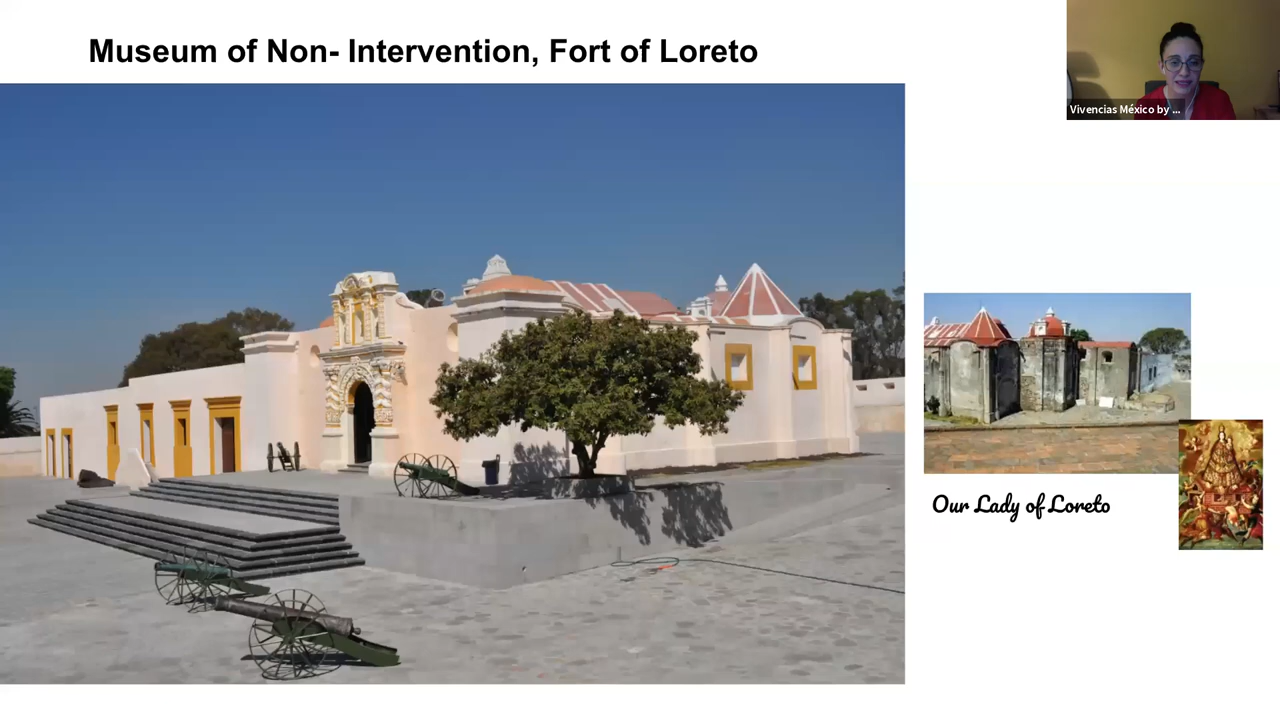 Museum of Non- Intervention, Fort of Loreto
Vivencias México by ...
Our Lady of Loreto